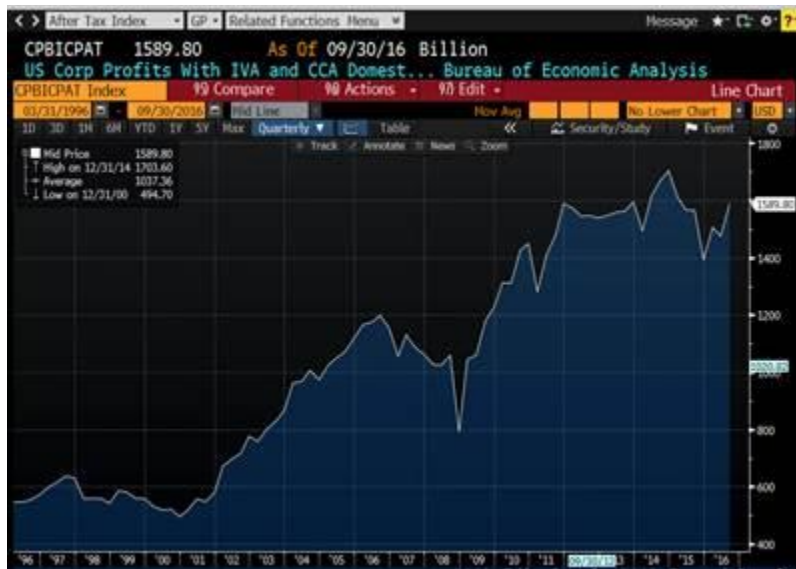 < > After Tax Index GP Related Functions Menu Message ?
CPBICPAT 1589.80 As Of 09/30/16 Billion
US Corp Profits With IVA and CCA Domest... Bureau of Economic Analysis
CPBICPAT Index 99) Compare 98) Actions 97) Edit Line Chart
03/31/1996 - 09/30/2016 Mid Line Mov Avg No Lower Chart USD
1D 3D 1M 6M YTD 1Y 5Y Max Quarterly ▼ Table « Security/Study Event
Track Annotate News Zoom
Mid Price 1589.80
High on 12/31/14 1703.60
Average 1037.36
Low on 12/31/00 494.70
1800
1589.80
1400
1200
1020.82
1000
800
600
400
'96 '97 '98 '99 '00 '01 '02 '03 '04 '05 '06 '07 '08 '09 '10 '11 09/30/12 13 '14 '15 '16